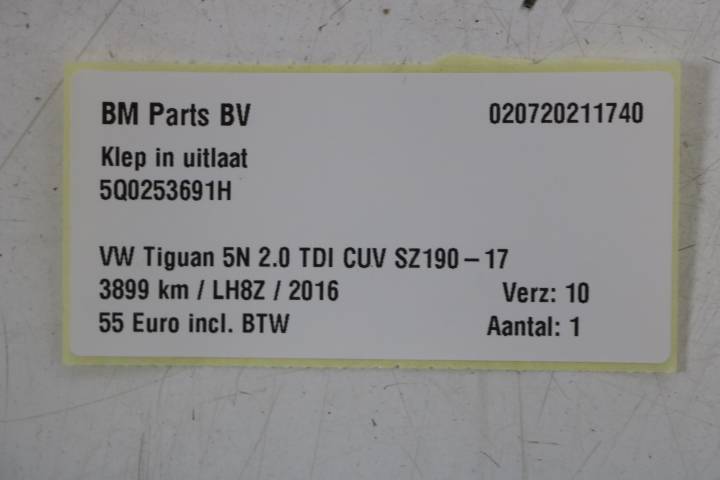 BM Parts BV 020720211740
Klep in uitlaat
5Q0253691H
VW Tiguan 5N 2.0 TDI CUV SZ190-17
3899 km / LH8Z / 2016 Verz: 10
55 Euro incl. BTW Aantal: 1